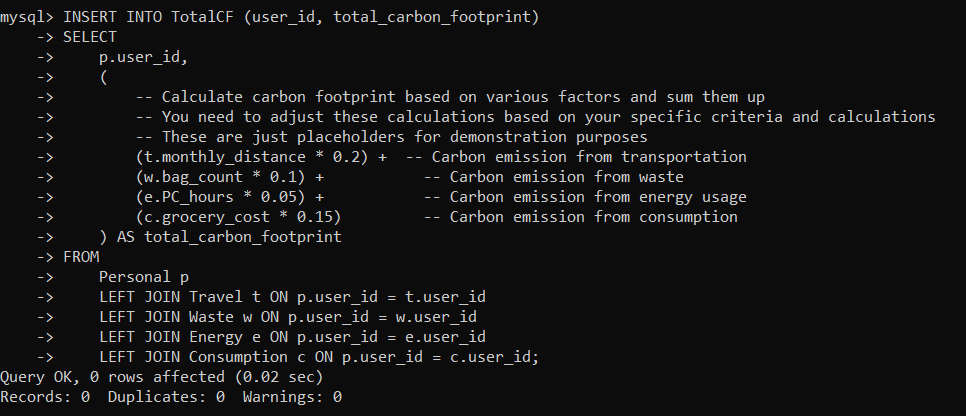 mysql> INSERT INTO TotalCF (user_id, total_carbon_footprint)
    -> SELECT
    ->     p.user_id,
    ->     (
    ->         -- Calculate carbon footprint based on various factors and sum them up
    ->         -- You need to adjust these calculations based on your specific criteria and calculations
    ->         -- These are just placeholders for demonstration purposes
    ->         (t.monthly_distance * 0.2) +  -- Carbon emission from transportation
    ->         (w.bag_count * 0.1) +           -- Carbon emission from waste
    ->         (e.PC_hours * 0.05) +           -- Carbon emission from energy usage
    ->         (c.grocery_cost * 0.15)         -- Carbon emission from consumption
    ->     ) AS total_carbon_footprint
    -> FROM
    ->     Personal p
    ->     LEFT JOIN Travel t ON p.user_id = t.user_id
    ->     LEFT JOIN Waste w ON p.user_id = w.user_id
    ->     LEFT JOIN Energy e ON p.user_id = e.user_id
    ->     LEFT JOIN Consumption c ON p.user_id = c.user_id;
Query OK, 0 rows affected (0.02 sec)
Records: 0  Duplicates: 0  Warnings: 0